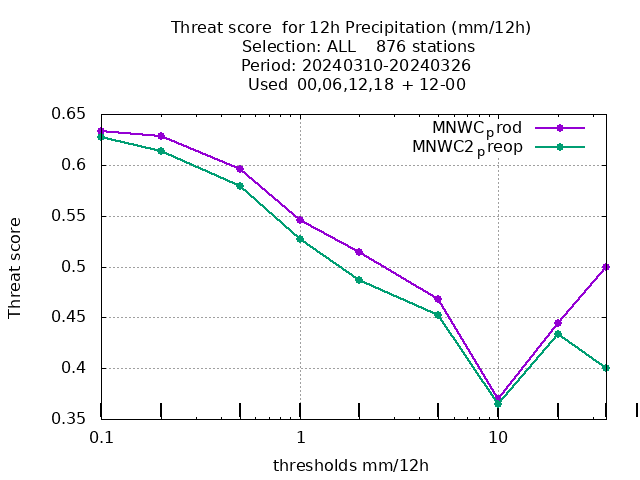 Threat score  for 12h Precipitation (mm/12h)
Selection: ALL    876 stations
Period: 20240310-20240326
Used  00,06,12,18  + 12-00
MNWCprod
MNWC2preop
0.65
0.6
0.55
0.5
0.45
0.4
0.35
Threat score
0.1
1
10
thresholds mm/12h